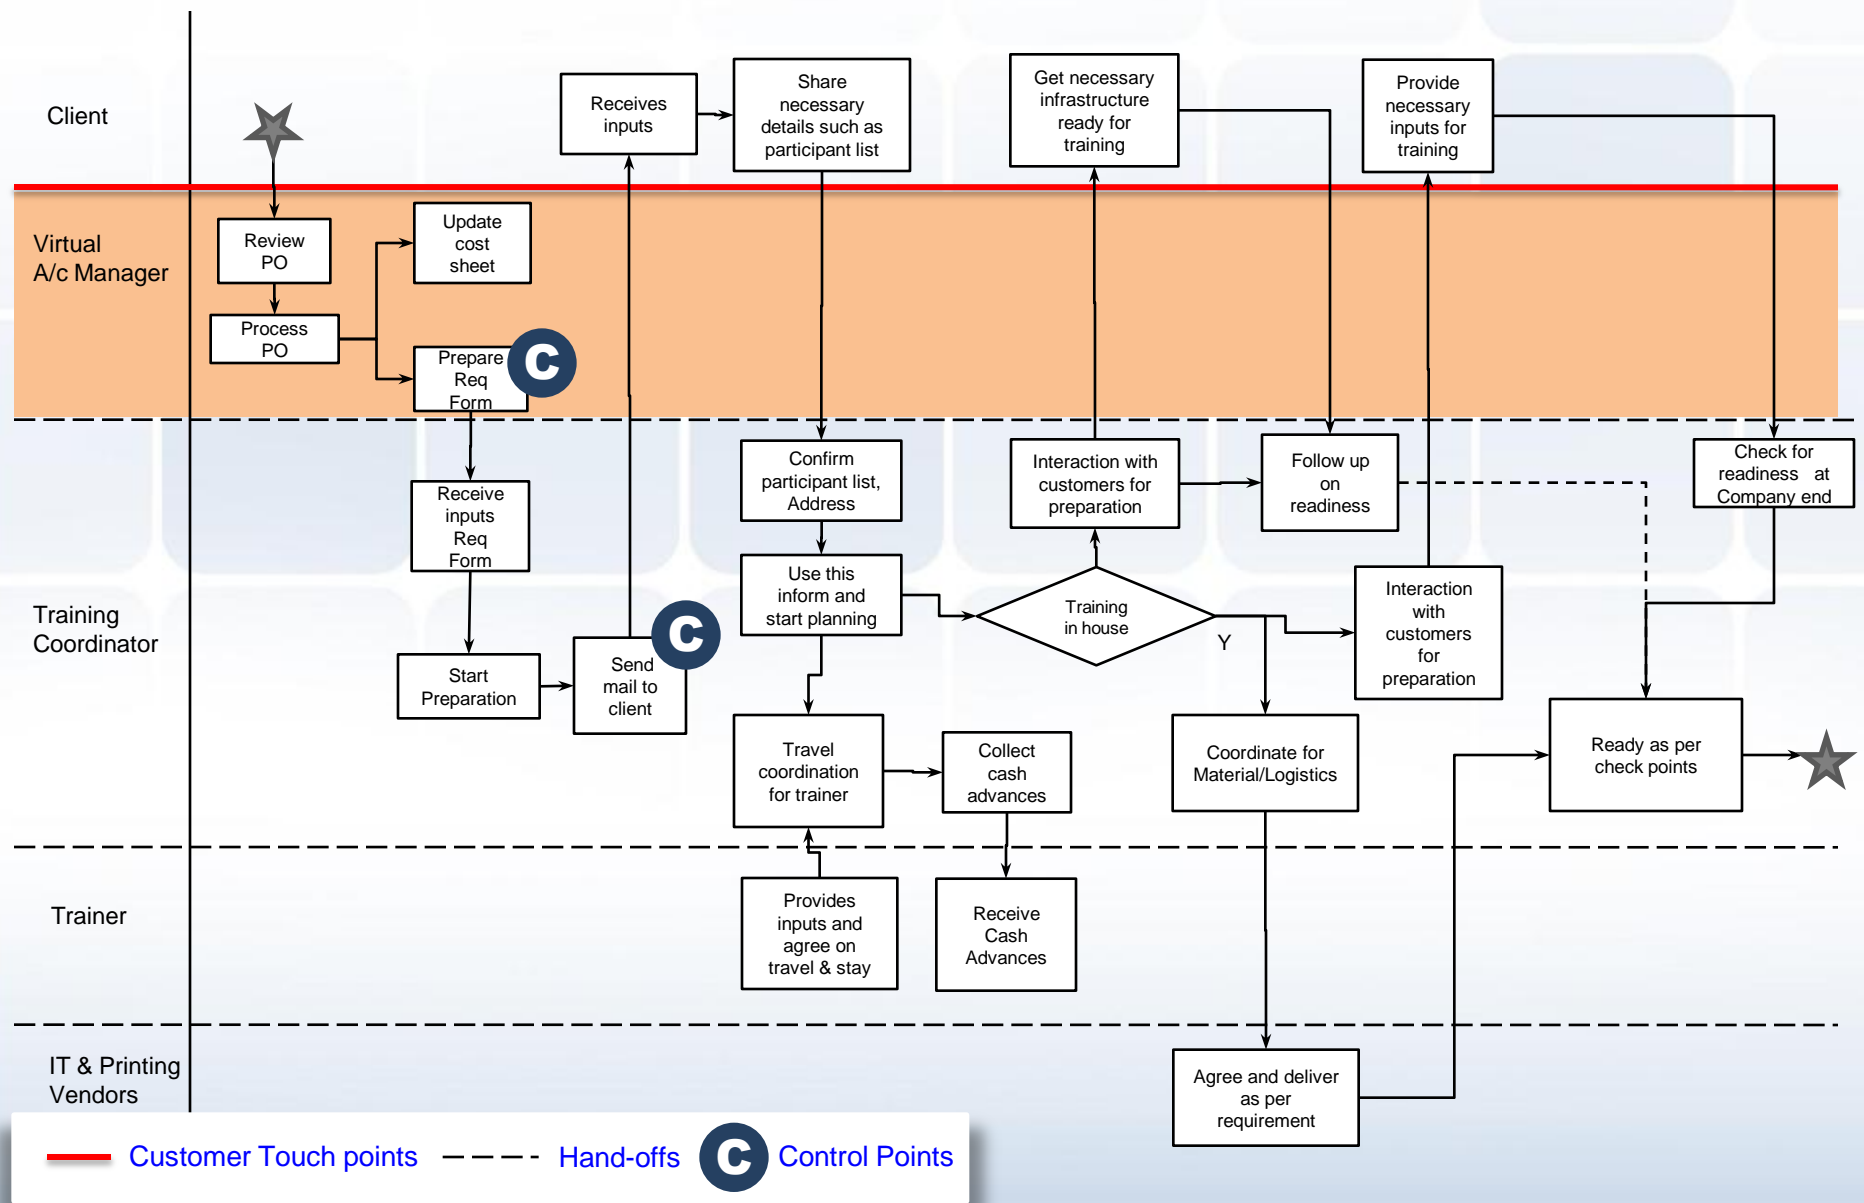 Client
Receives
inputs
Share
necessary
details such as
participant list
Get necessary
infrastructure
ready for
training
Provide
necessary
inputs for
training
Virtual
A/c Manager
Review
PO
Update
cost
sheet
Process
PO
Prepare
Req
Form
C
Training
Coordinator
Receive
inputs
Req
Form
Start
Preparation
Send
mail to
client
C
Confirm
participant list,
Address
Use this
inform and
start planning
Interaction with
customers for
preparation
Follow up
on
readiness
Check for
readiness at
Company end
Training
in house
Y
Interaction
with
customers
for
preparation
Travel
coordination
for trainer
Collect
cash
advances
Coordinate for
Material/Logistics
Ready as per
check points
Trainer
Provides
inputs and
agree on
travel & stay
Receive
Cash
Advances
IT & Printing
Vendors
Agree and deliver
as per
requirement
Customer Touch points
Hand-offs
C
Control Points